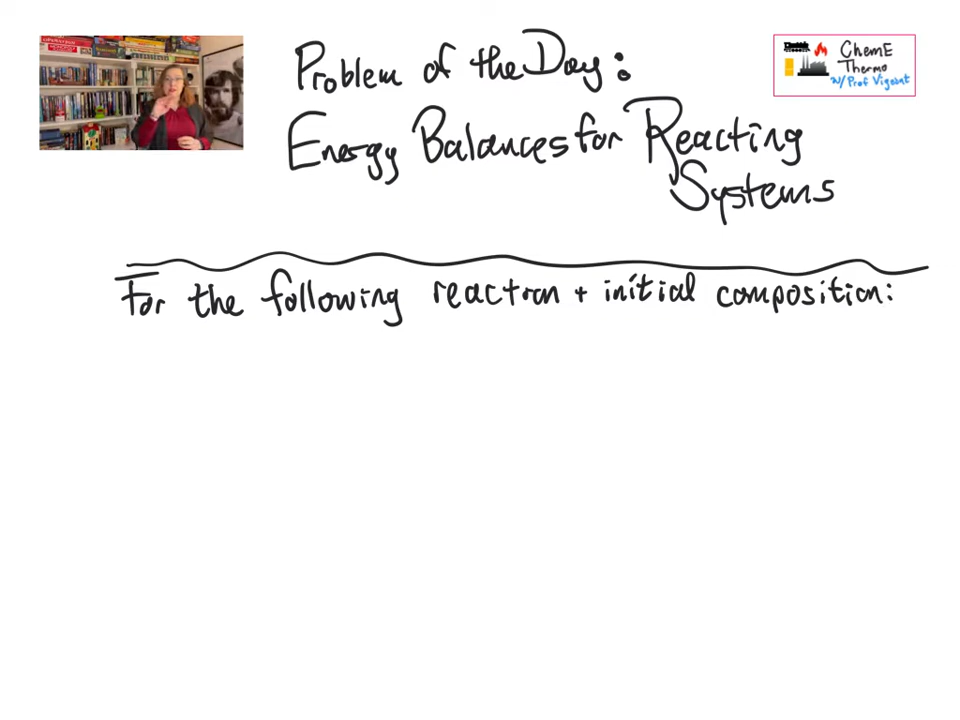 Problem of the Day:
ChemE
Thermo
w/ Prof Vigeant
Energy Balances for Reacting
Systems
For the following reaction + initial composition: